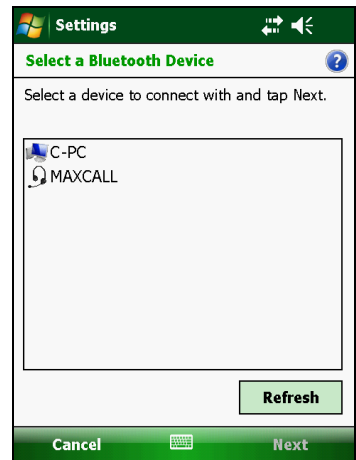 Settings
Select a Bluetooth Device
?
Select a device to connect with and tap Next.
C-PC
MAXCALL
Refresh
Cancel
Next